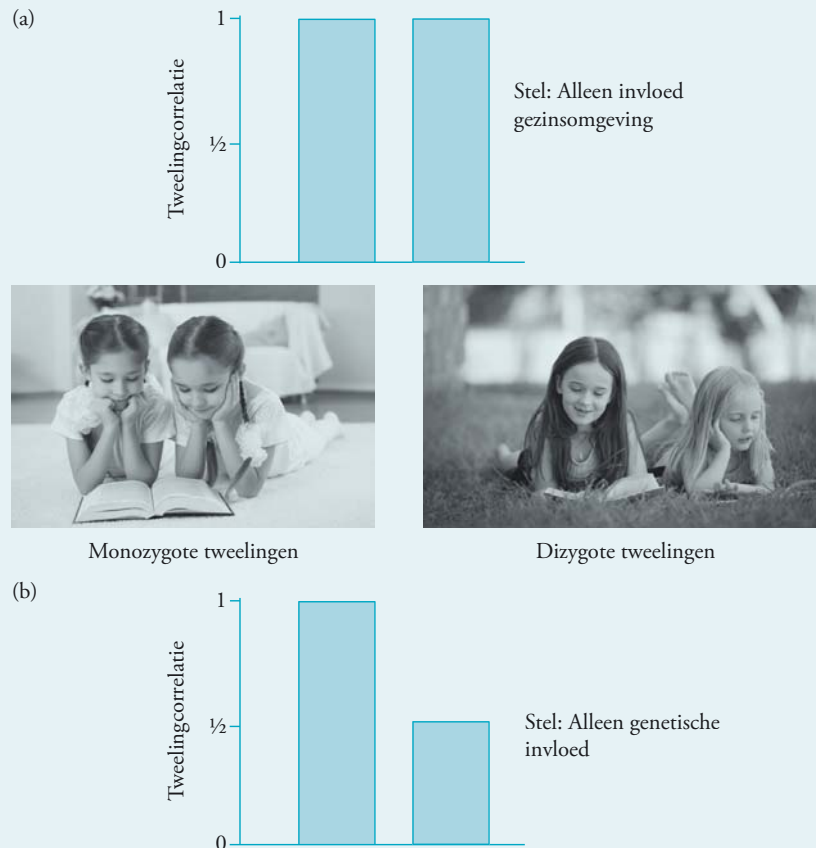 (a)
1
½
0
Tweelingcorrelatie
Stel: Alleen invloed
gezinsomgeving
Monozygote tweelingen
Dizygote tweelingen
(b)
1
½
0
Tweelingcorrelatie
Stel: Alleen genetische
invloed